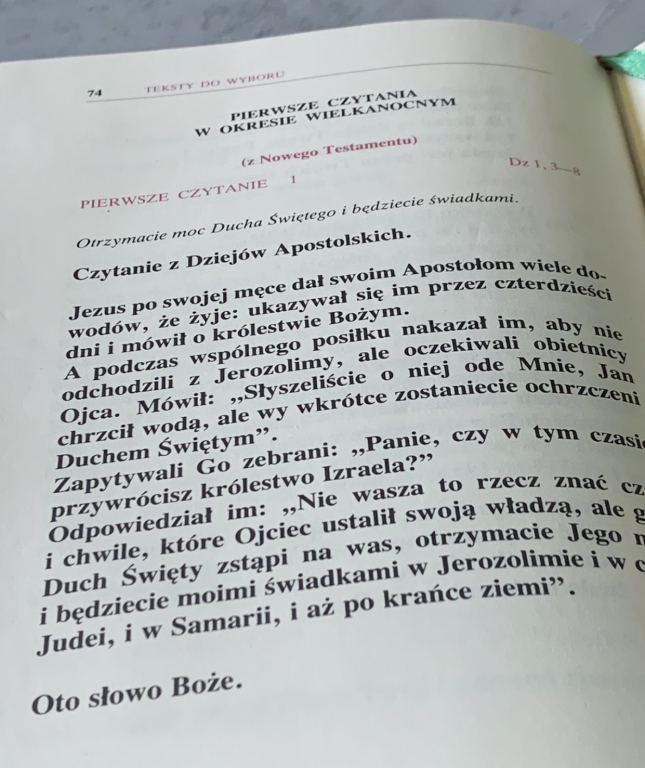 74 TEKSTY DO WYBORU
PIERWSZE CZYTANIA
W OKRESIE WIELKANOCNYM
(z Nowego Testamentu)
PIERWSZE CZYTANIE 1 Dz 1, 3—8
Otrzymacie moc Ducha Świętego i będziecie świadkami.
Czytanie z Dziejów Apostolskich.
Jezus po swojej męce dał swoim Apostołom wiele do-
wodów, że żyje: ukazywał się im przez czterdzieści
dni i mówił o królestwie Bożym.
A podczas wspólnego posiłku nakazał im, aby nie
odchodzili z Jerozolimy, ale oczekiwali obietnicy
Ojca. Mówił: „Słyszeliście o niej ode Mnie, Jan
chrzcił wodą, ale wy wkrótce zostaniecie ochrzczeni
Duchem Świętym”.
Zapytywali Go zebrani: „Panie, czy w tym czasie
przywrócisz królestwo Izraela?”
Odpowiedział im: „Nie wasza to rzecz znać
i chwile, które Ojciec ustalił swoją władzą, ale
Duch Święty zstąpi na was, otrzymacie Jego
i będziecie moimi świadkami w Jerozolimie i w
Judei, i w Samarii, i aż po krańce ziemi”.
Oto słowo Boże.